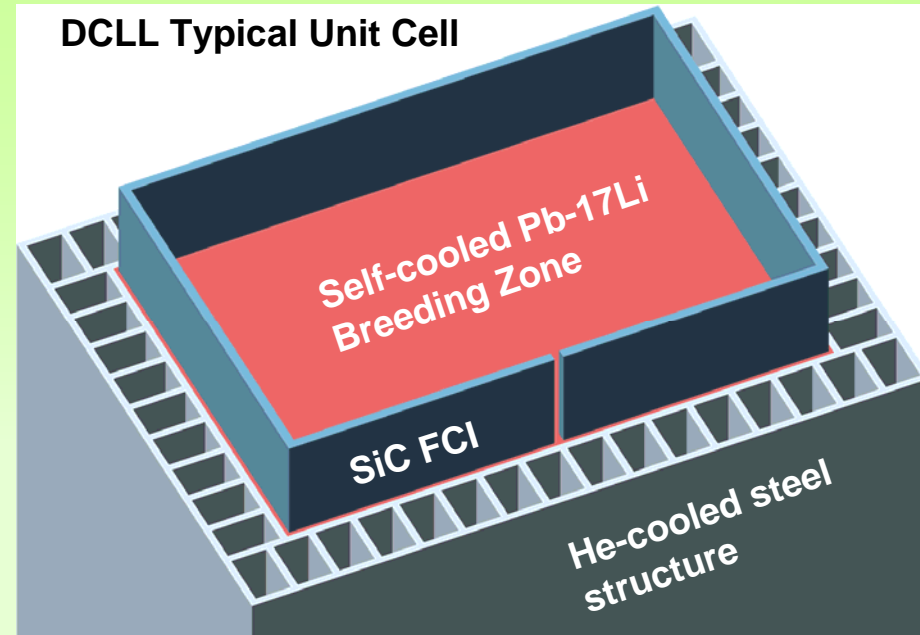 DCLL Typical Unit Cell
Self-cooled Pb-17Li
Breeding Zone
SiC FCI
He-cooled steel
structure